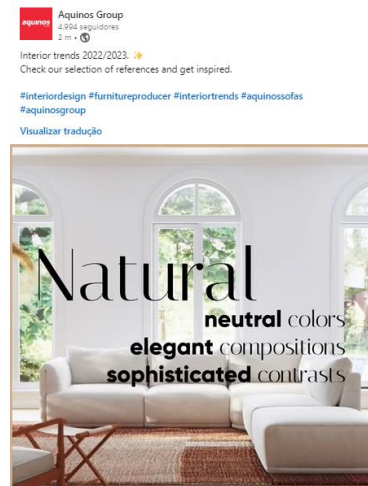 aquinos
Aquinos Group
4.994 seguidores
2 m •
Interior trends 2022/2023. ✨
Check our selection of references and get inspired.
#interiordesign #furnitureproducer #interiortrends #aquinossofas
#aquinosgroup
Visualizar tradução
Natural
neutral colors
elegant compositions
sophisticated contrasts